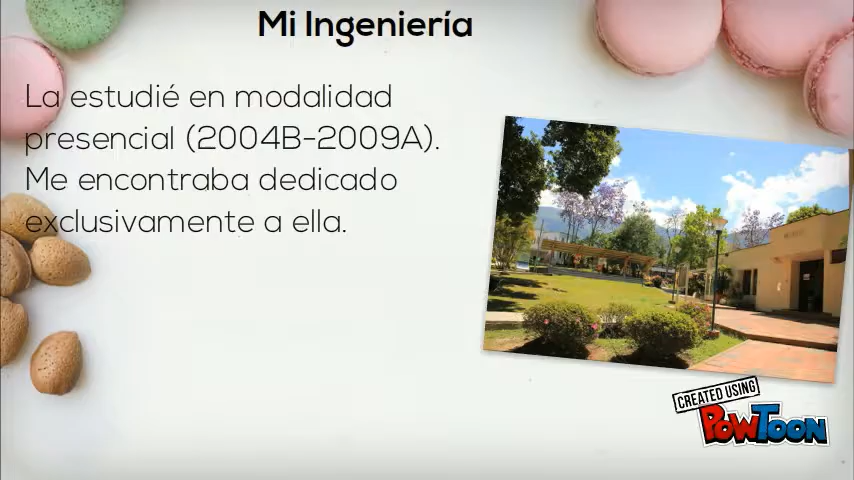 Mi Ingeniería
La estudié en modalidad
presencial (2004B-2009A).
Me encontraba dedicado
exclusivamente a ella.
CREATED USING
POWTOON